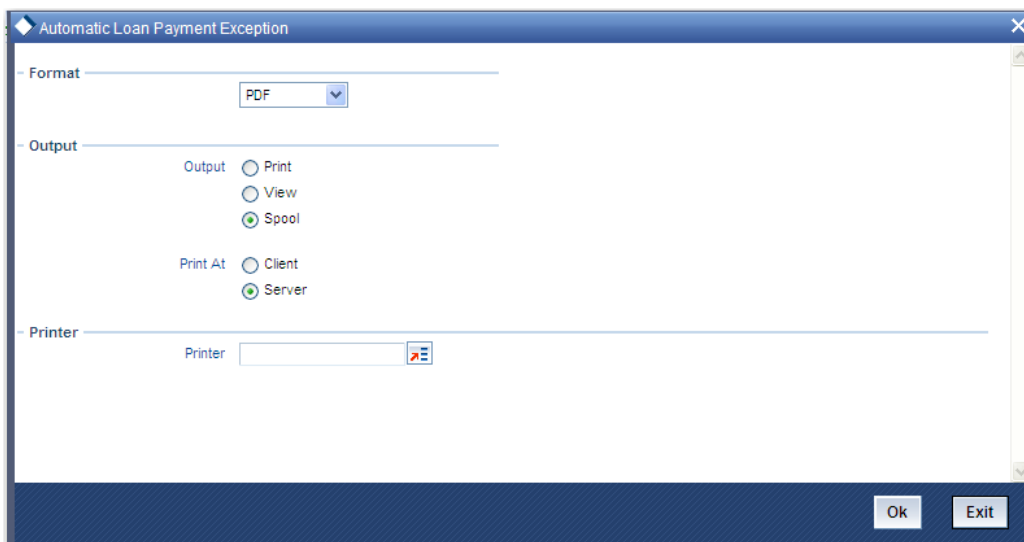 Automatic Loan Payment Exception
Format
PDF
Output
Output Print
View
Spool
Print At Client
Server
Printer
Printer
Ok Exit